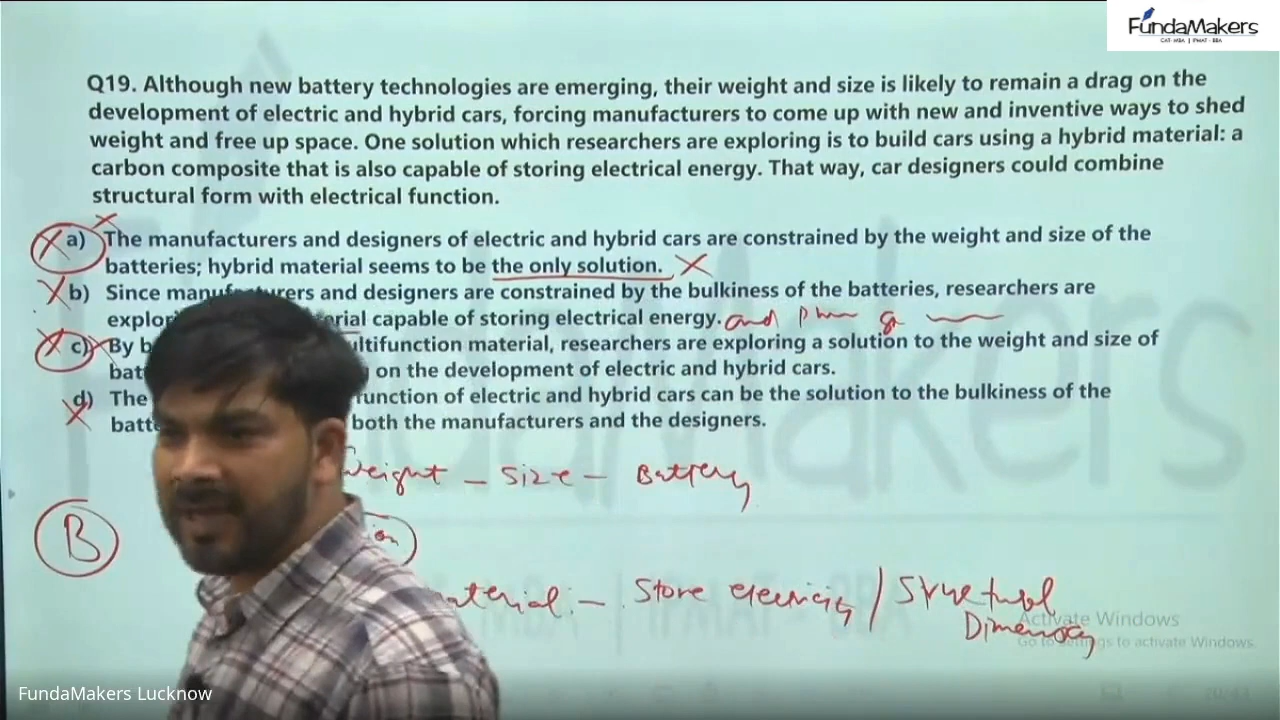 FundaMakers
CAT-MBA | IPMAT-BBA
Q19. Although new battery technologies are emerging, their weight and size is likely to remain a drag on the
development of electric and hybrid cars, forcing manufacturers to come up with new and inventive ways to shed
weight and free up space. One solution which researchers are exploring is to build cars using a hybrid material: a
carbon composite that is also capable of storing electrical energy. That way, car designers could combine
structural form with electrical function.
a) The manufacturers and designers of electric and hybrid cars are constrained by the weight and size of the
batteries; hybrid material seems to be the only solution.
b) Since manufacturers and designers are constrained by the bulkiness of the batteries, researchers are
explor rial capable of storing electrical energy. and
c) By b ltifunction material, researchers are exploring a solution to the weight and size of
bat on the development of electric and hybrid cars.
d) The function of electric and hybrid cars can be the solution to the bulkiness of the
batte both the manufacturers and the designers.
Weight - Size - Battery
B
aterial - Store electricity / Structural
Activate Windows
Go to Settings to activate Windows.
FundaMakers Lucknow